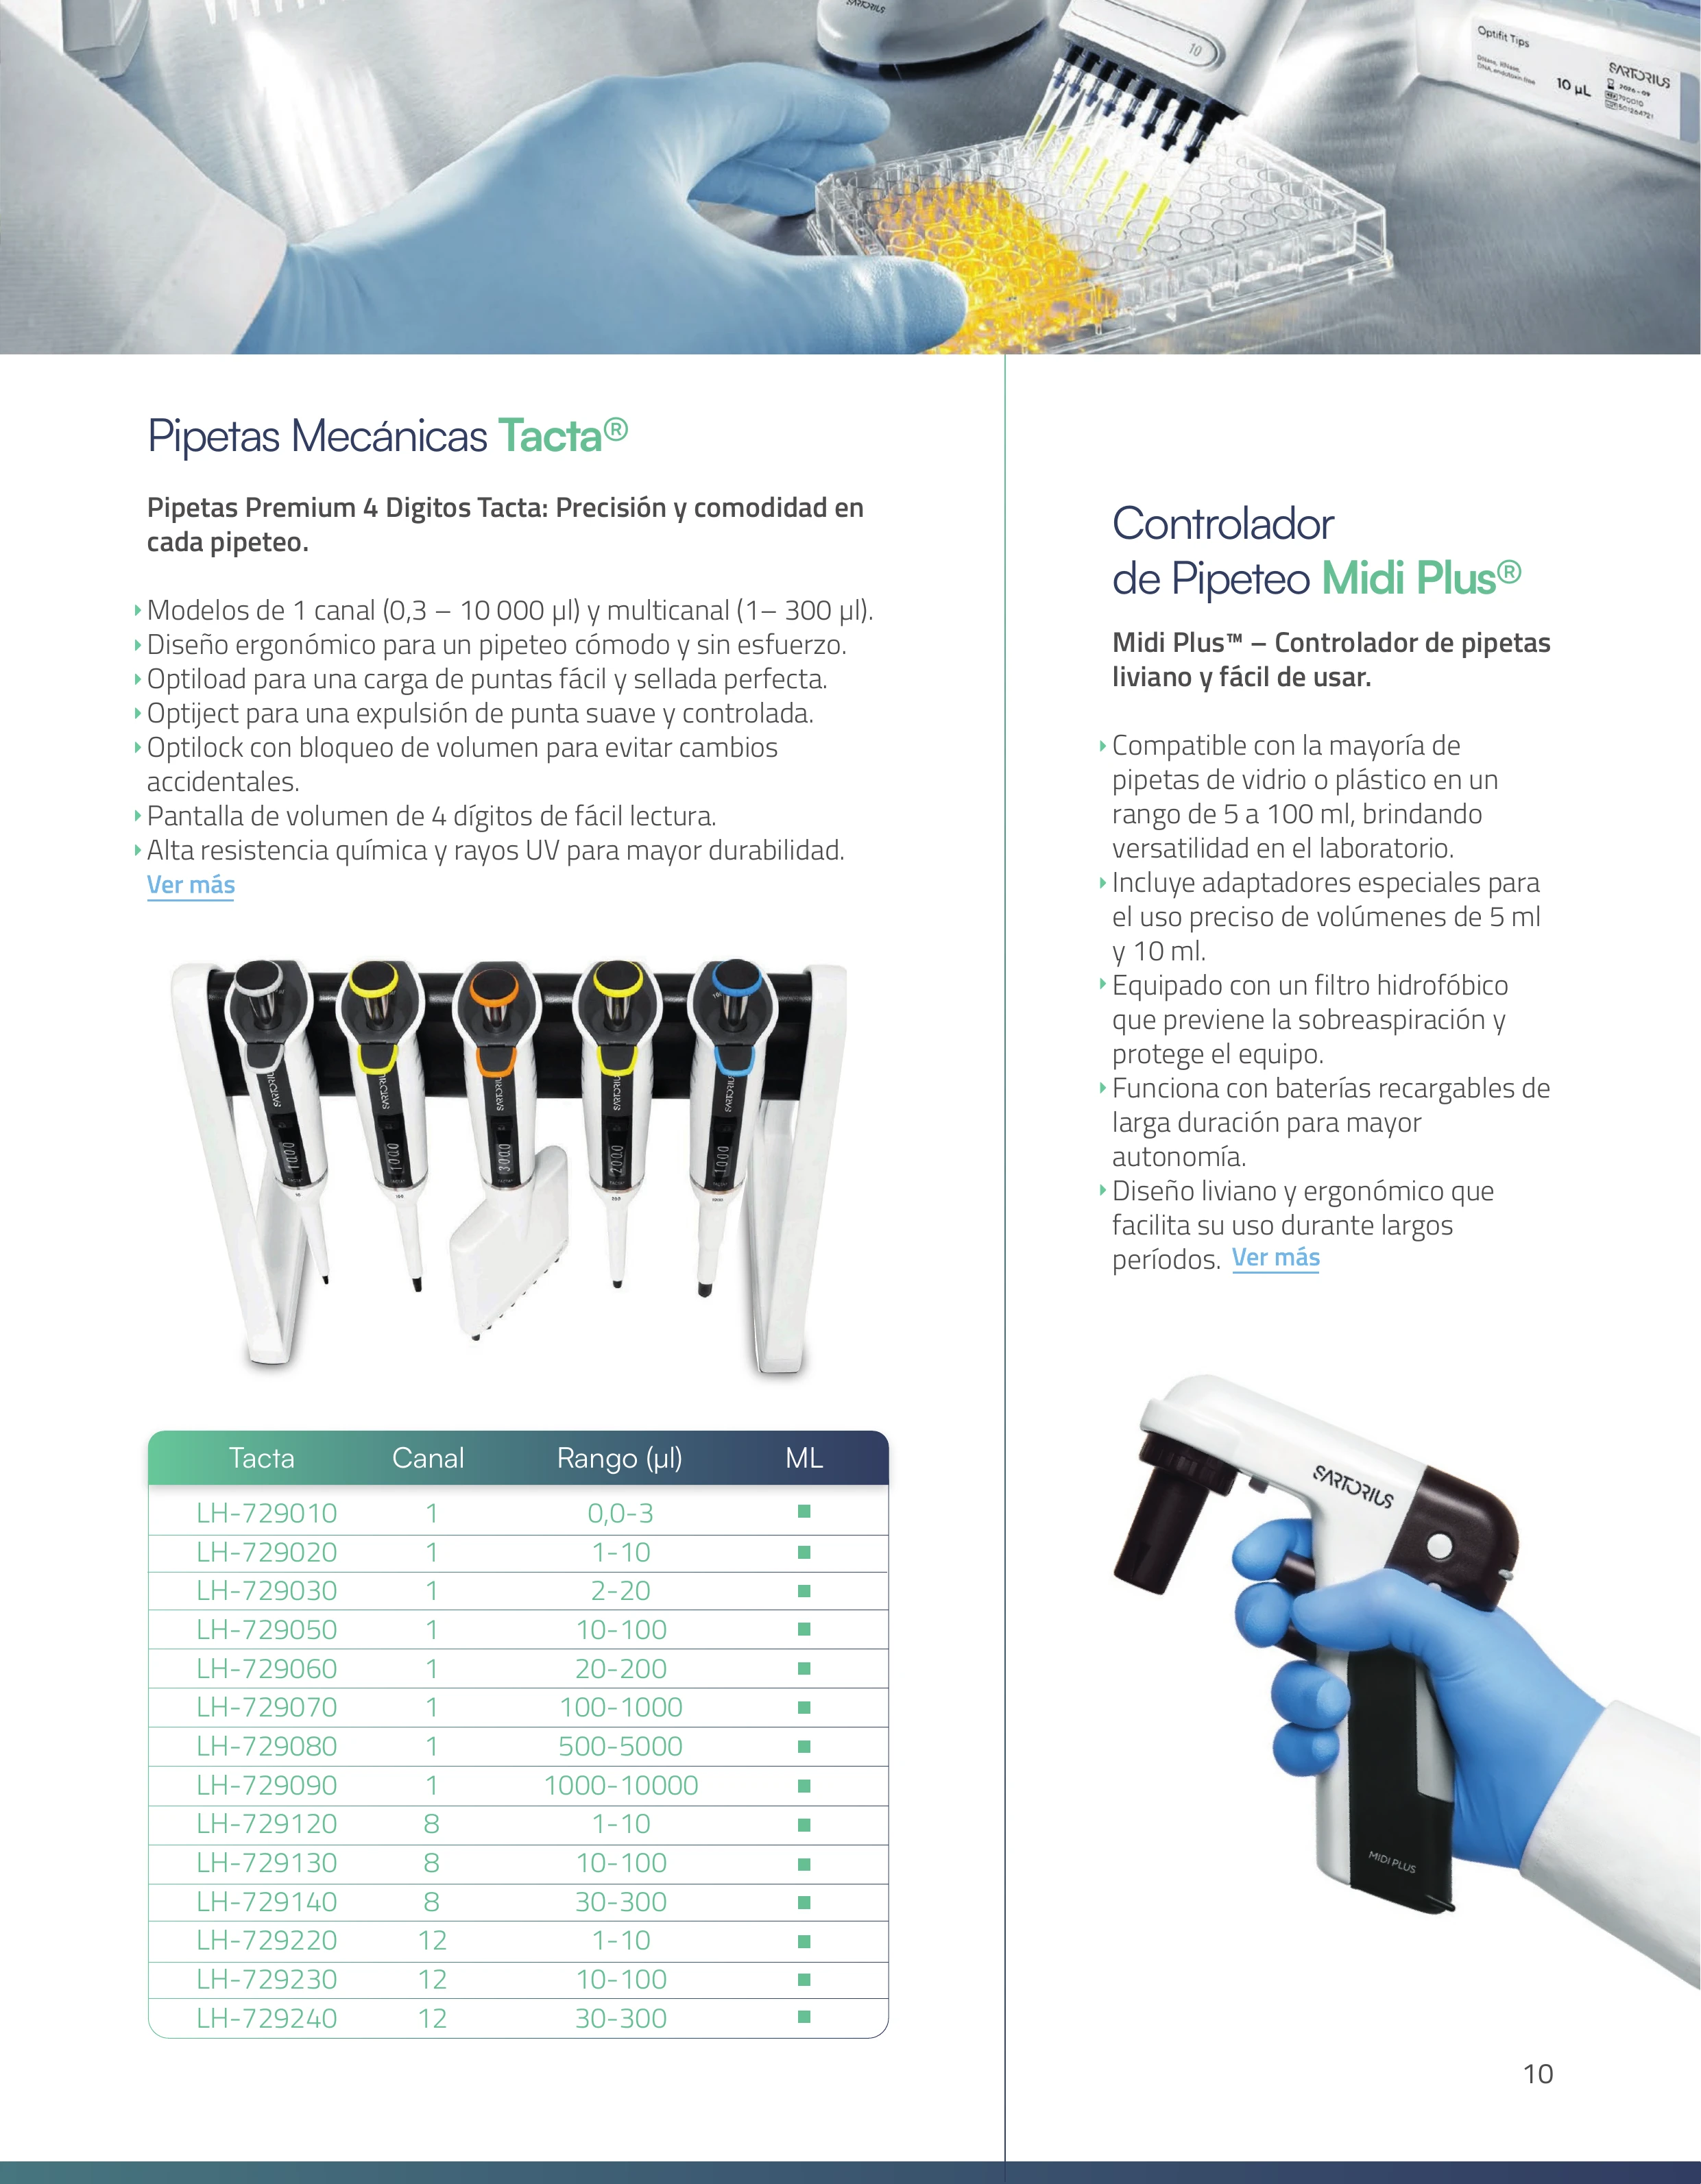 SARTORIUS
10
Optifit Tips
10 µL
SARTORIUS
Pipetas Mecánicas Tacta®
Pipetas Premium 4 Digitos Tacta: Precisión y comodidad en
cada pipeteo.
Modelos de 1 canal (0,3 – 10 000 µl) y multicanal (1– 300 µl).
Diseño ergonómico para un pipeteo cómodo y sin esfuerzo.
Optiload para una carga de puntas fácil y sellada perfecta.
Optiject para una expulsión de punta suave y controlada.
Optilock con bloqueo de volumen para evitar cambios
accidentales.
Pantalla de volumen de 4 dígitos de fácil lectura.
Alta resistencia química y rayos UV para mayor durabilidad.
Ver más
SARTORIUS
SARTORIUS
SARTORIUS
SARTORIUS
SARTORIUS
Tacta Canal Rango (µl) ML
LH-729010 1 0,0-3 ■
LH-729020 1 1-10 ■
LH-729030 1 2-20 ■
LH-729050 1 10-100 ■
LH-729060 1 20-200 ■
LH-729070 1 100-1000 ■
LH-729080 1 500-5000 ■
LH-729090 1 1000-10000 ■
LH-729120 8 1-10 ■
LH-729130 8 10-100 ■
LH-729140 8 30-300 ■
LH-729220 12 1-10 ■
LH-729230 12 10-100 ■
LH-729240 12 30-300 ■
Controlador
de Pipeteo Midi Plus®
Midi Plus™ – Controlador de pipetas
liviano y fácil de usar.
Compatible con la mayoría de
pipetas de vidrio o plástico en un
rango de 5 a 100 ml, brindando
versatilidad en el laboratorio.
Incluye adaptadores especiales para
el uso preciso de volúmenes de 5 ml
y 10 ml.
Equipado con un filtro hidrofóbico
que previene la sobreaspiración y
protege el equipo.
Funciona con baterías recargables de
larga duración para mayor
autonomía.
Diseño liviano y ergonómico que
facilita su uso durante largos
períodos. Ver más
SARTORIUS
MIDI PLUS
10